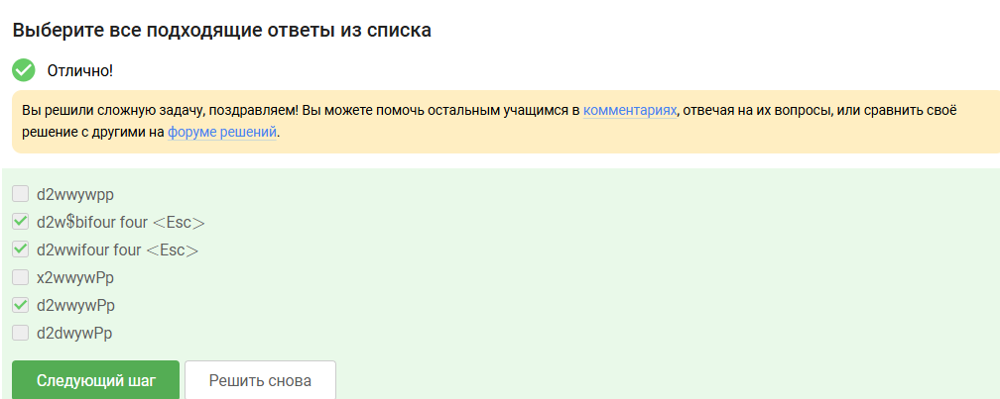 Выберите все подходящие ответы из списка
Отлично!
Вы решили сложную задачу, поздравляем! Вы можете помочь остальным учащимся в комментариях, отвечая на их вопросы, или сравнить своё
решение с другими на форуме решений.
d2wwywpp
d2w$bifour four <Esc>
d2wwifour four <Esc>
x2wwywPp
d2wwywPp
d2dwywPp
Следующий шаг
Решить снова